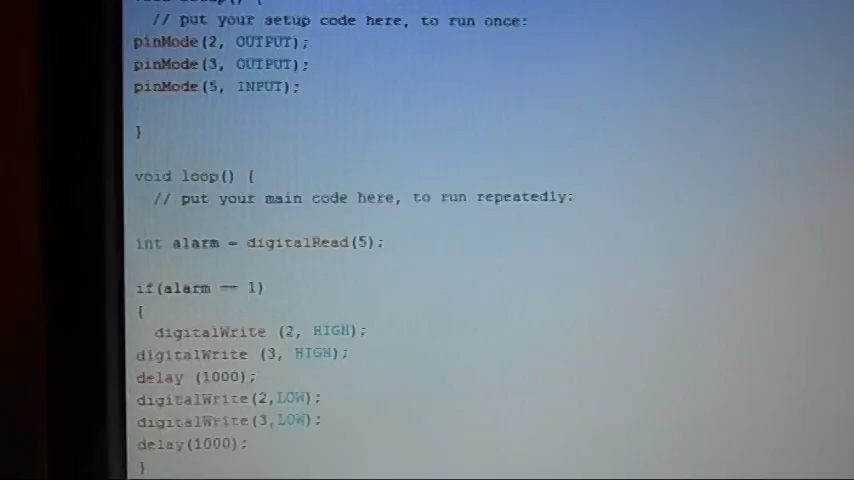 // put your setup code here, to run once:
pinMode(2, OUTPUT);
pinMode(3, OUTPUT);
pinMode(5, INPUT);
}
void loop() {
// put your main code here, to run repeatedly:
int alarm = digitalRead(5);
if(alarm == 1)
{
digitalWrite (2, HIGH);
digitalWrite (3, HIGH);
delay (1000);
digitalWrite(2,LOW);
digitalWrite(3,LOW);
delay(1000);
}